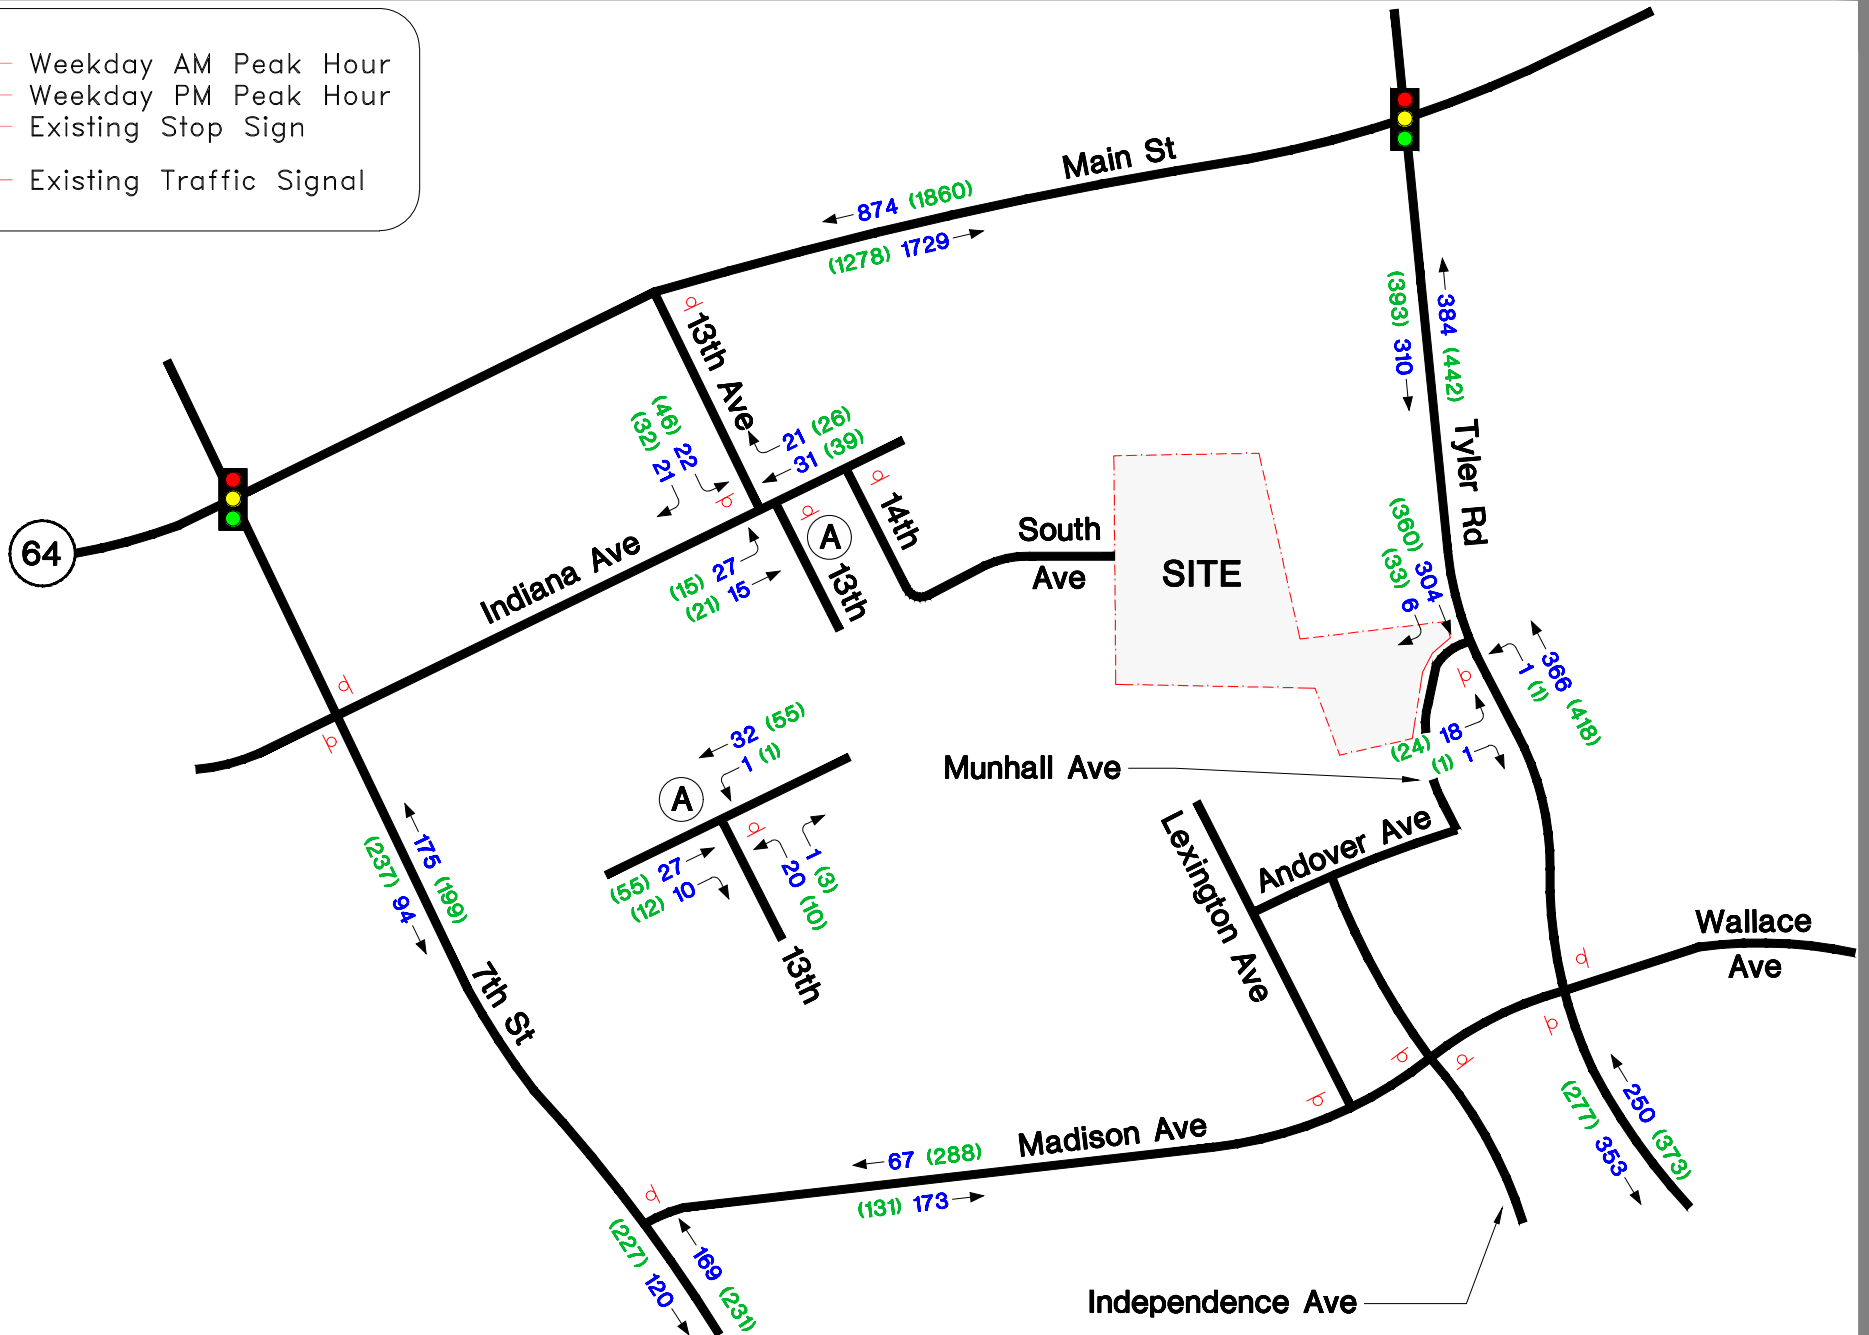 Weekday AM Peak Hour
Weekday PM Peak Hour
Existing Stop Sign
Existing Traffic Signal
Main St
874 (1860)
(1278) 1729
13th Ave
(393) 310
384 (442)
Tyler Rd
(46) 22
(32) 21
21 (26)
31 (39)
14th
64
Indiana Ave
(15) 27
(21) 15
A
13th
South
Ave
SITE
(360) 304
(33) 6
366 (418)
1 (1)
(24) 18
(1) 1
Munhall Ave
32 (55)
1 (1)
A
(55) 27
(12) 10
1 (3)
20 (10)
13th
175 (199)
(237) 94
7th St
Lexington Ave
Andover Ave
Wallace
Ave
250 (373)
(277) 353
Madison Ave
67 (288)
(131) 173
169 (231)
(227) 120
Independence Ave